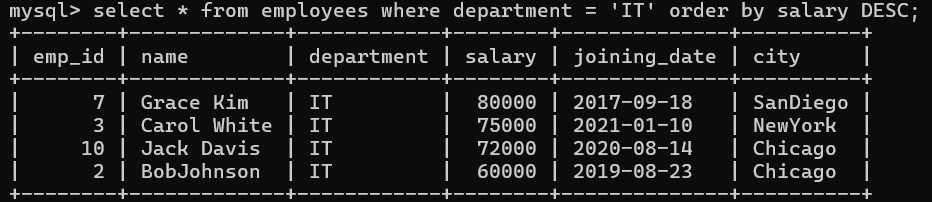 mysql> select * from employees where department = 'IT' order by salary DESC;
+--------+-------------+------------+--------+--------------+----------+
| emp_id | name        | department | salary | joining_date | city     |
+--------+-------------+------------+--------+--------------+----------+
|      7 | Grace Kim   | IT         |  80000 | 2017-09-18   | SanDiego |
|      3 | Carol White | IT         |  75000 | 2021-01-10   | NewYork  |
|     10 | Jack Davis  | IT         |  72000 | 2020-08-14   | Chicago  |
|      2 | BobJohnson  | IT         |  60000 | 2019-08-23   | Chicago  |
+--------+-------------+------------+--------+--------------+----------+